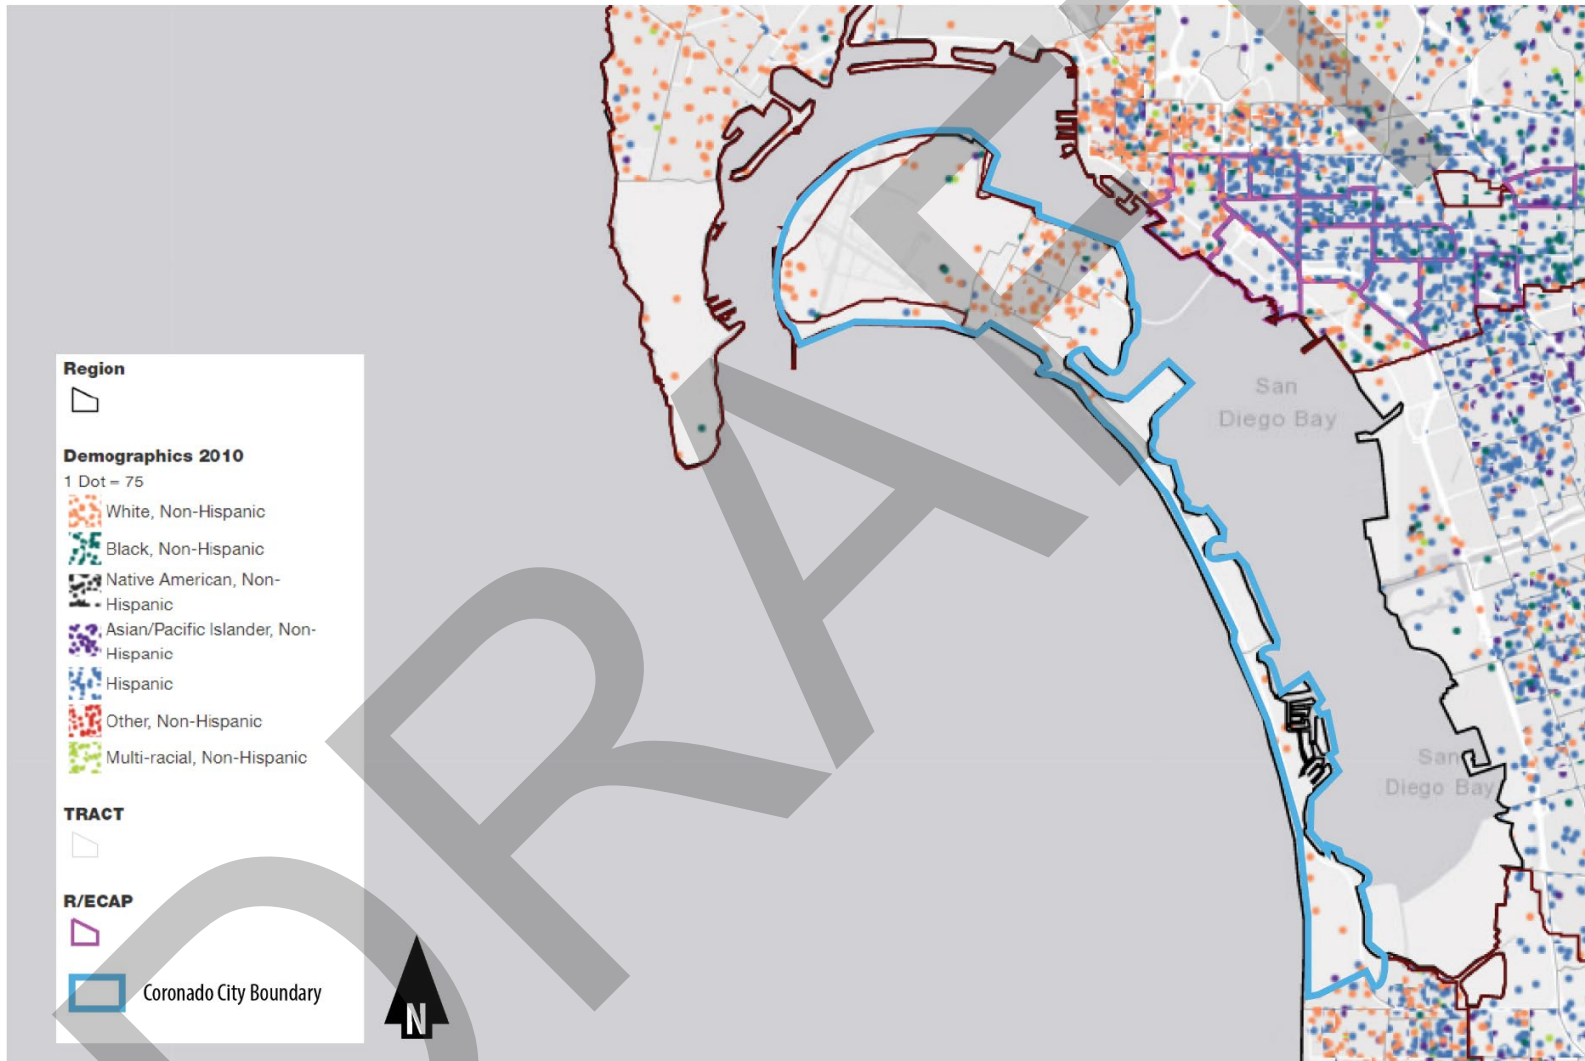 Region
Demographics 2010
1 Dot = 75
White, Non-Hispanic
Black, Non-Hispanic
Native American, Non-
Hispanic
Asian/Pacific Islander, Non-
Hispanic
Hispanic
Other, Non-Hispanic
Multi-racial, Non-Hispanic
TRACT
R/ECAP
Coronado City Boundary
N
San
Diego Bay
San
Diego Bay
DRAFT